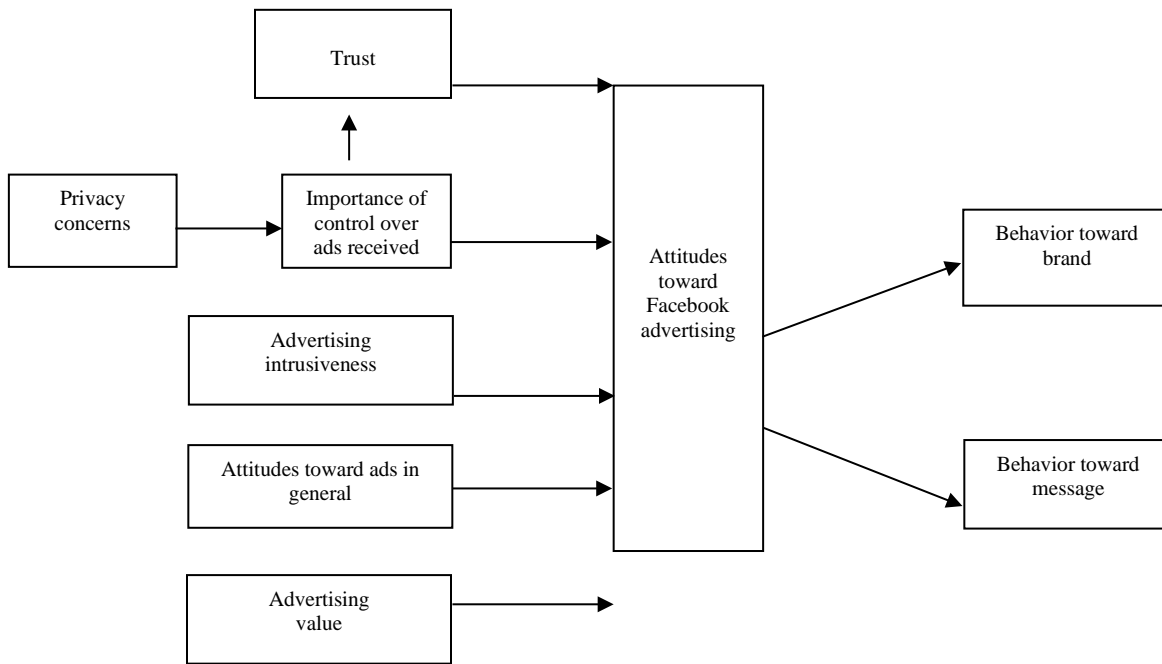 Trust
Privacy
concerns
Importance of
control over
ads received
Advertising
intrusiveness
Attitudes toward ads in
general
Advertising
value
Attitudes
toward
Facebook
advertising
Behavior toward
brand
Behavior toward
message